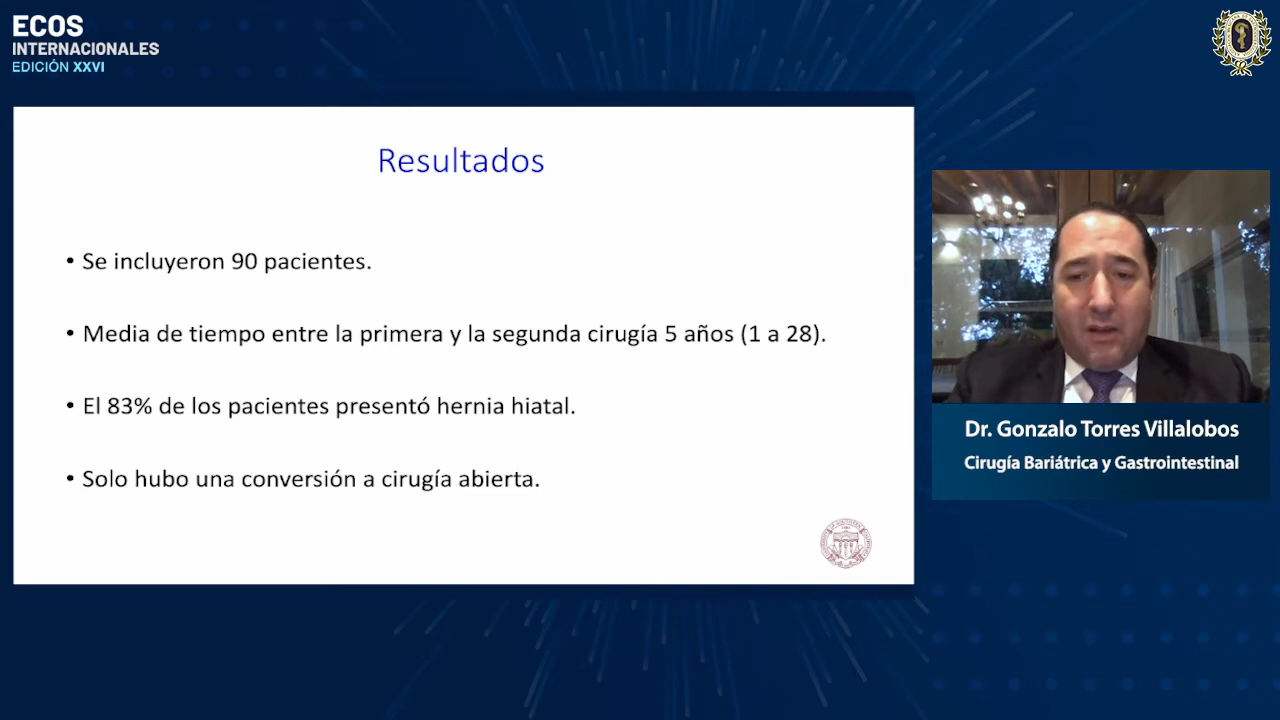 ECOS
INTERNACIONALES
EDICIÓN XXVI
Resultados
• Se incluyeron 90 pacientes.
• Media de tiempo entre la primera y la segunda cirugía 5 años (1 a 28).
• El 83% de los pacientes presentó hernia hiatal.
• Solo hubo una conversión a cirugía abierta.
Dr. Gonzalo Torres Villalobos
Cirugía Bariátrica y Gastrointestinal